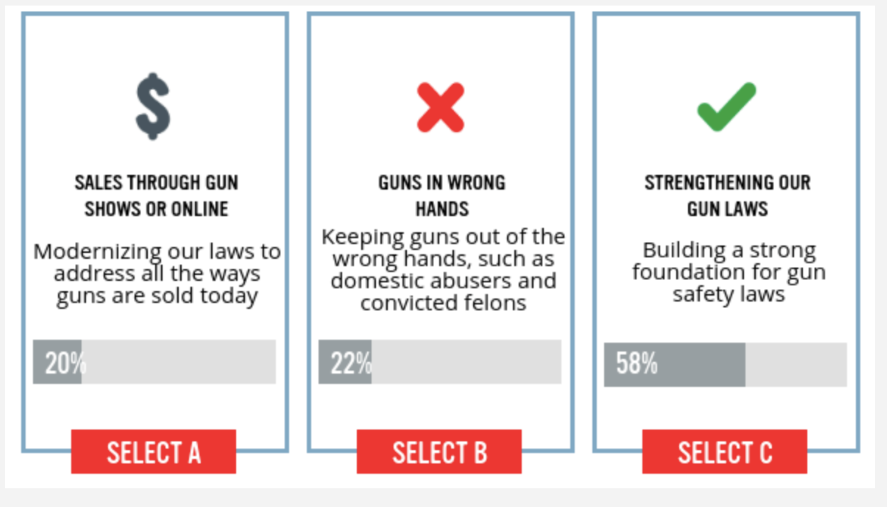 $
SALES THROUGH GUN
SHOWS OR ONLINE
Modernizing our laws to
address all the ways
guns are sold today
20%
SELECT A
GUNS IN WRONG
HANDS
Keeping guns out of the
wrong hands, such as
domestic abusers and
convicted felons
22%
SELECT B
STRENGTHENING OUR
GUN LAWS
Building a strong
foundation for gun
safety laws
58%
SELECT C